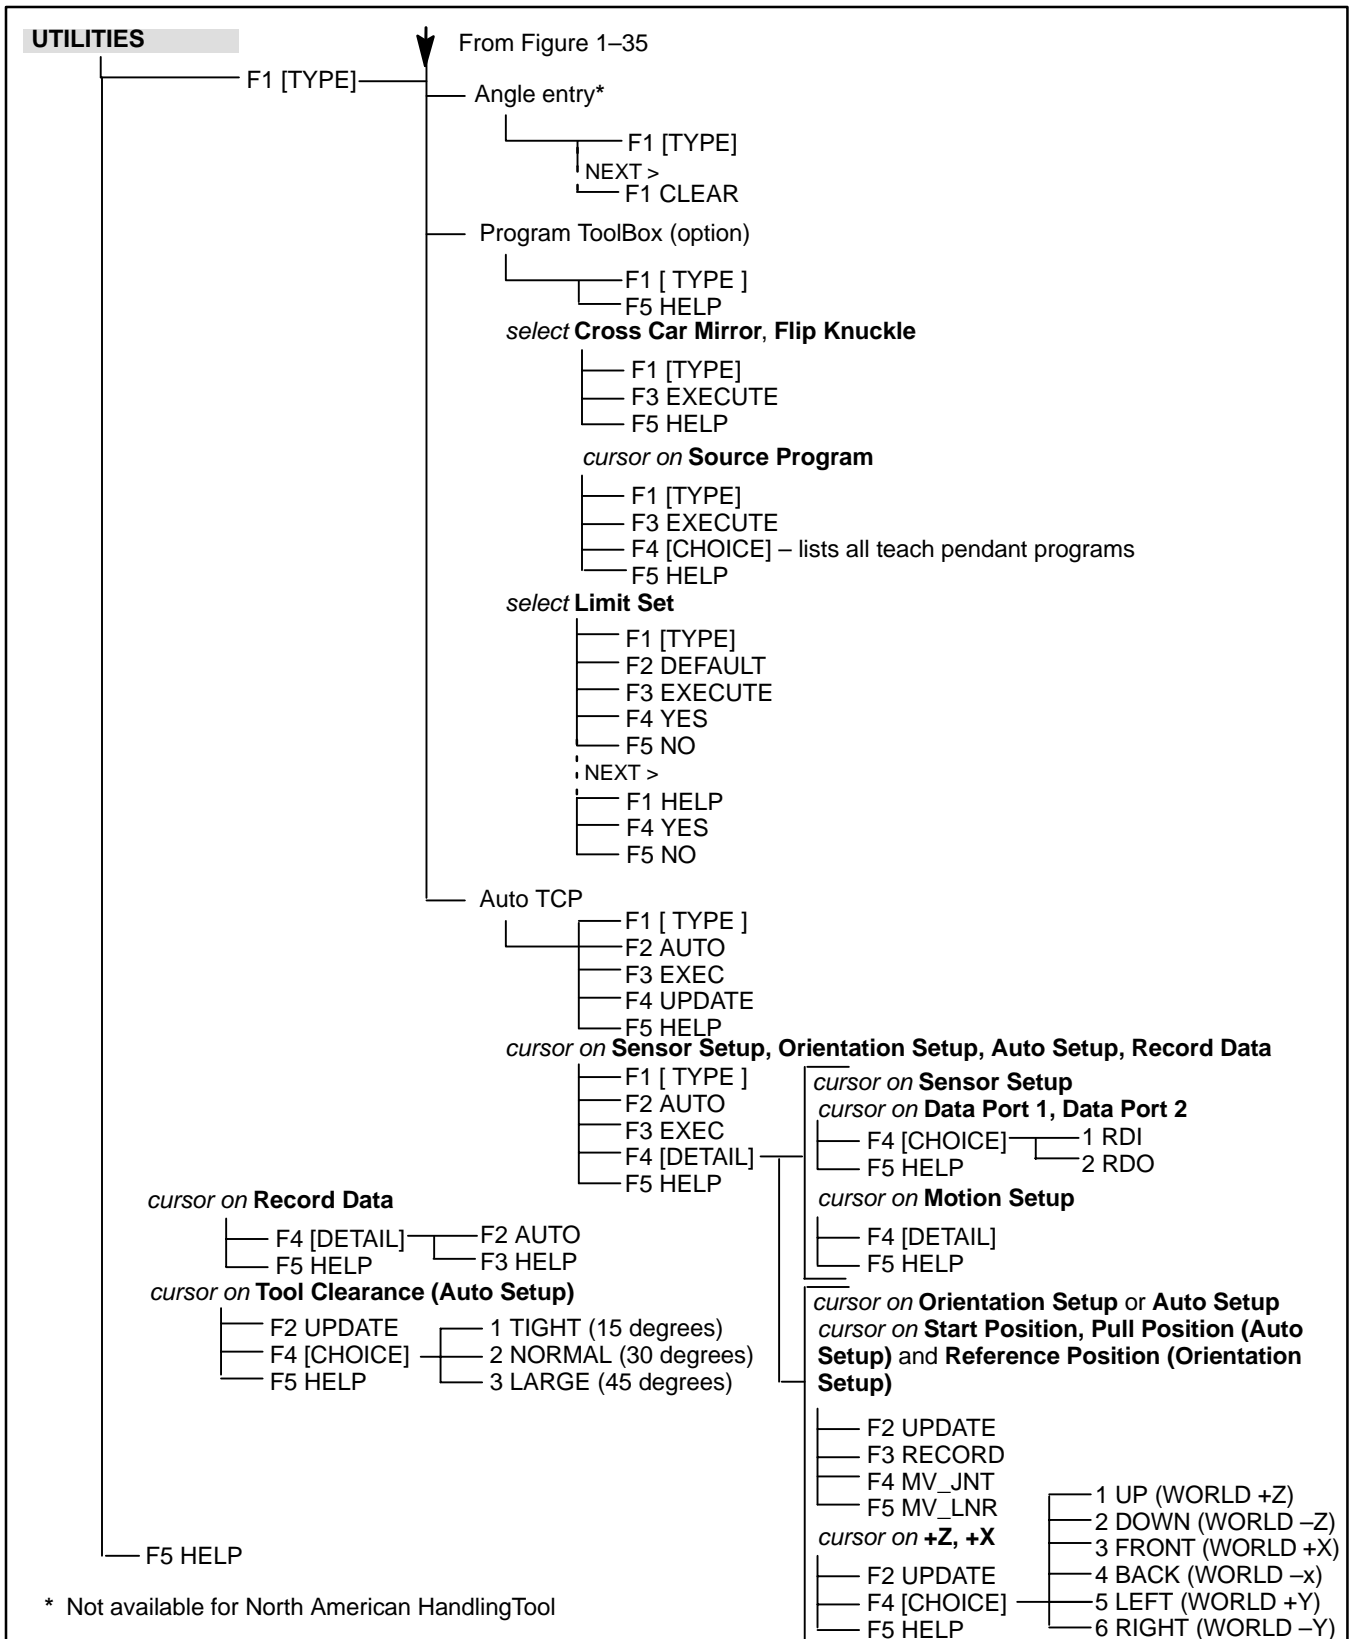 UTILITIES
From Figure 1–35
F1 [TYPE]
Angle entry*
F1 [TYPE]
NEXT >
F1 CLEAR
Program ToolBox (option)
F1 [ TYPE ]
F5 HELP
select Cross Car Mirror, Flip Knuckle
F1 [TYPE]
F3 EXECUTE
F5 HELP
cursor on Source Program
F1 [TYPE]
F3 EXECUTE
F4 [CHOICE] – lists all teach pendant programs
F5 HELP
select Limit Set
F1 [TYPE]
F2 DEFAULT
F3 EXECUTE
F4 YES
F5 NO
NEXT >
F1 HELP
F4 YES
F5 NO
Auto TCP
F1 [ TYPE ]
F2 AUTO
F3 EXEC
F4 UPDATE
F5 HELP
cursor on Sensor Setup, Orientation Setup, Auto Setup, Record Data
F1 [ TYPE ]
F2 AUTO
F3 EXEC
F4 [DETAIL]
F5 HELP
cursor on Sensor Setup
cursor on Data Port 1, Data Port 2
F4 [CHOICE]
1 RDI
2 RDO
F5 HELP
cursor on Motion Setup
F4 [DETAIL]
F5 HELP
cursor on Record Data
F4 [DETAIL]
F2 AUTO
F3 HELP
F5 HELP
cursor on Tool Clearance (Auto Setup)
F2 UPDATE
F4 [CHOICE]
F5 HELP
1 TIGHT (15 degrees)
2 NORMAL (30 degrees)
3 LARGE (45 degrees)
cursor on Orientation Setup or Auto Setup
cursor on Start Position, Pull Position (Auto
Setup) and Reference Position (Orientation
Setup)
F2 UPDATE
F3 RECORD
F4 MV_JNT
F5 MV_LNR
cursor on +Z, +X
F2 UPDATE
F4 [CHOICE]
F5 HELP
1 UP (WORLD +Z)
2 DOWN (WORLD –Z)
3 FRONT (WORLD +X)
4 BACK (WORLD –x)
5 LEFT (WORLD +Y)
6 RIGHT (WORLD –Y)
F5 HELP
* Not available for North American HandlingTool